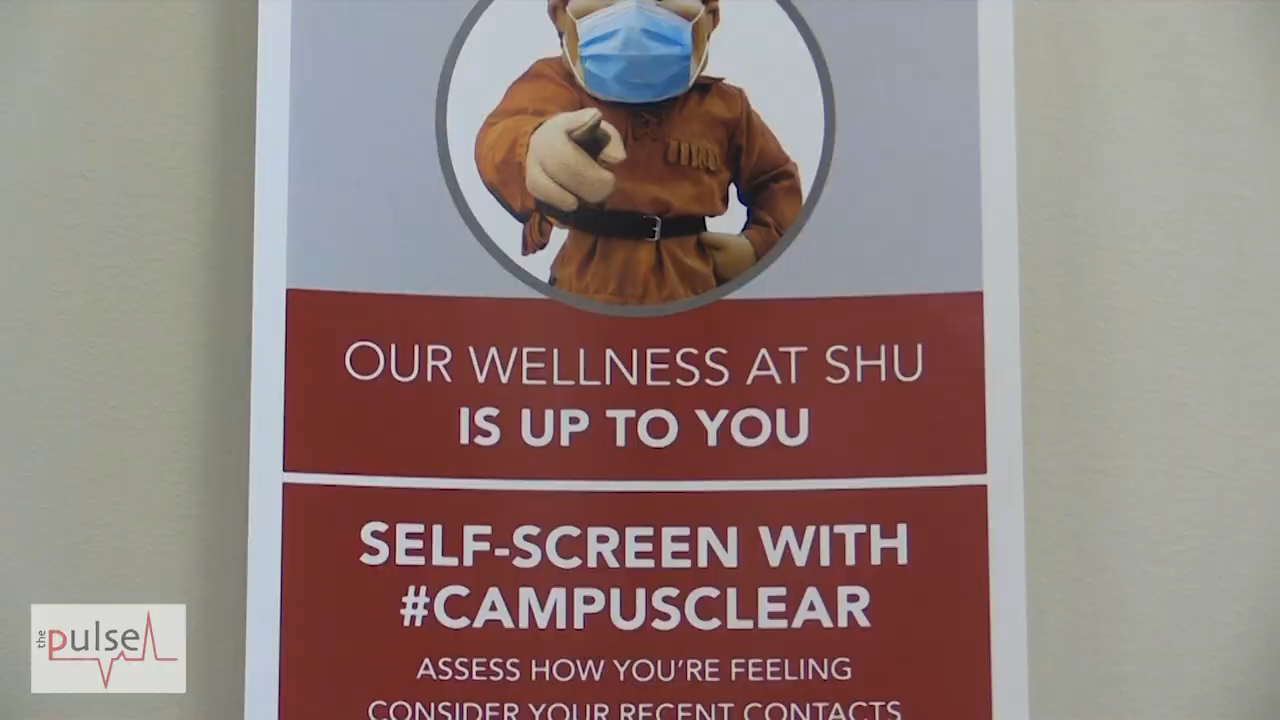 OUR WELLNESS AT SHU
IS UP TO YOU
SELF-SCREEN WITH
#CAMPUSCLEAR
ASSESS HOW YOU'RE FEELING
CONSIDER YOUR RECENT CONTACTS
the pulse